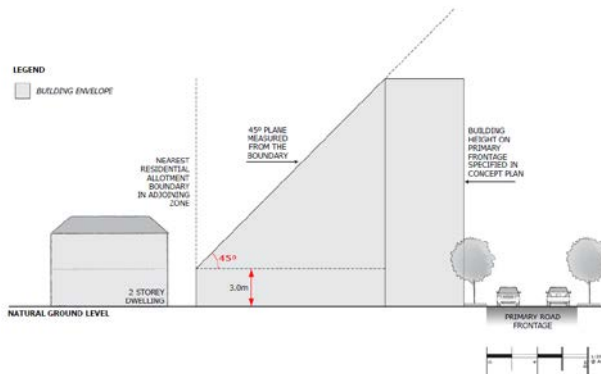 LEGEND
BUILDING ENVELOPE
NEAREST
RESIDENTIAL
ALLOTMENT
BOUNDARY
IN ADJOINING
ZONE
45º PLANE
MEASURED
FROM THE
BOUNDARY
BUILDING
HEIGHT ON
PRIMARY
FRONTAGE
SPECIFIED IN
CONCEPT PLAN
45º
3.0m
2 STOREY
DWELLING
NATURAL GROUND LEVEL
PRIMARY ROAD
FRONTAGE